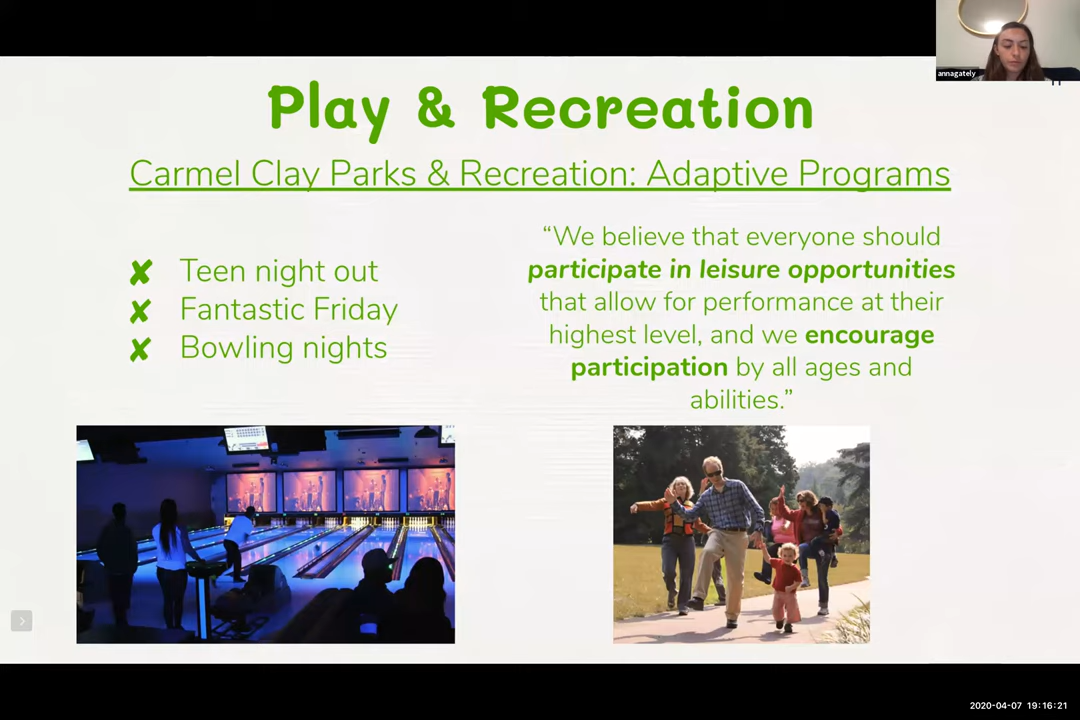 annagately
Play & Recreation
Carmel Clay Parks & Recreation: Adaptive Programs
✘ Teen night out
✘ Fantastic Friday
✘ Bowling nights
“We believe that everyone should
participate in leisure opportunities
that allow for performance at their
highest level, and we encourage
participation by all ages and
abilities.”
2020-04-07 19:16:21